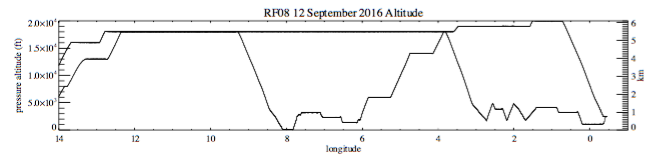 RF08 12 September 2016 Altitude
pressure altitude (ft)
2.0×10⁴
1.5×10⁴
1.0×10⁴
5.0×10³
0
6
5
4
3
2
1
0
km
14 12 10 8 6 4 2 0
longitude